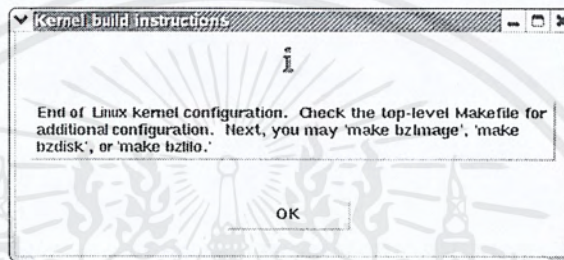 Kernel build instructions
i
End of Linux kernel configuration. Check the top-level Makefile for
additional configuration. Next, you may 'make bzImage', 'make
bzdisk', or 'make bzlilo.'
OK